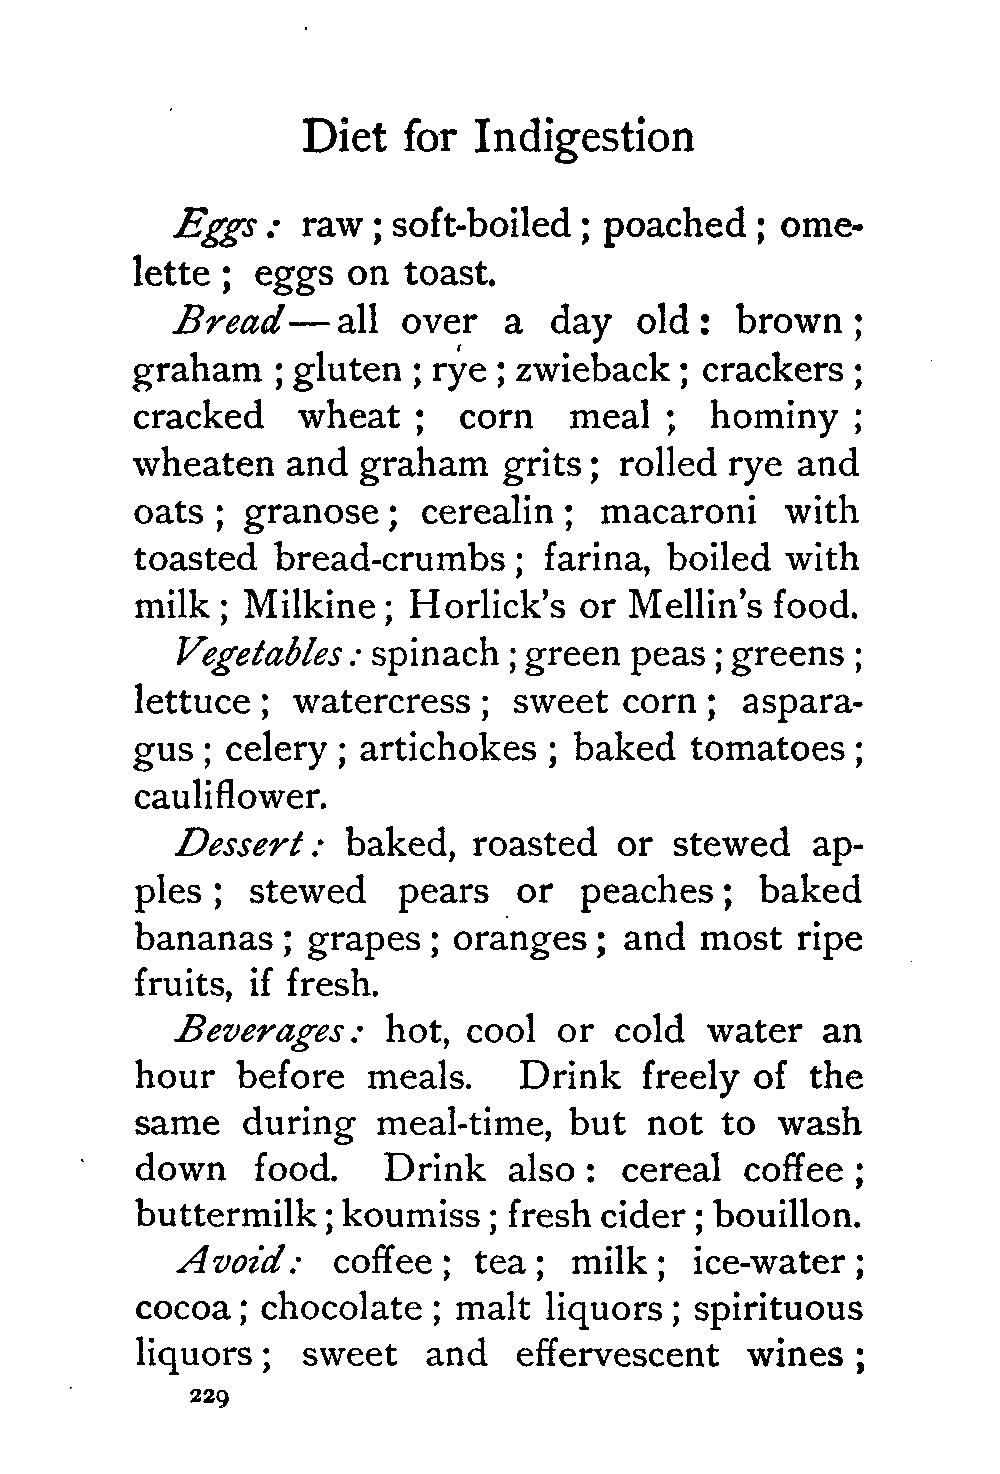 Diet for Indigestion
Eggs: raw; soft-boiled; poached; ome-
lette; eggs on toast.
Bread—all over a day old: brown;
graham; gluten; rye; zwieback; crackers;
cracked wheat; corn meal; hominy;
wheaten and graham grits; rolled rye and
oats; granose; cerealin; macaroni with
toasted bread-crumbs; farina, boiled with
milk; Milkine; Horlick's or Mellin's food.
Vegetables: spinach; green peas; greens;
lettuce; watercress; sweet corn; aspara-
gus; celery; artichokes; baked tomatoes;
cauliflower.
Dessert: baked, roasted or stewed ap-
ples; stewed pears or peaches; baked
bananas; grapes; oranges; and most ripe
fruits, if fresh.
Beverages: hot, cool or cold water an
hour before meals. Drink freely of the
same during meal-time, but not to wash
down food. Drink also: cereal coffee;
buttermilk; koumiss; fresh cider; bouillon.
Avoid: coffee; tea; milk; ice-water;
cocoa; chocolate; malt liquors; spirituous
liquors; sweet and effervescent wines;
229